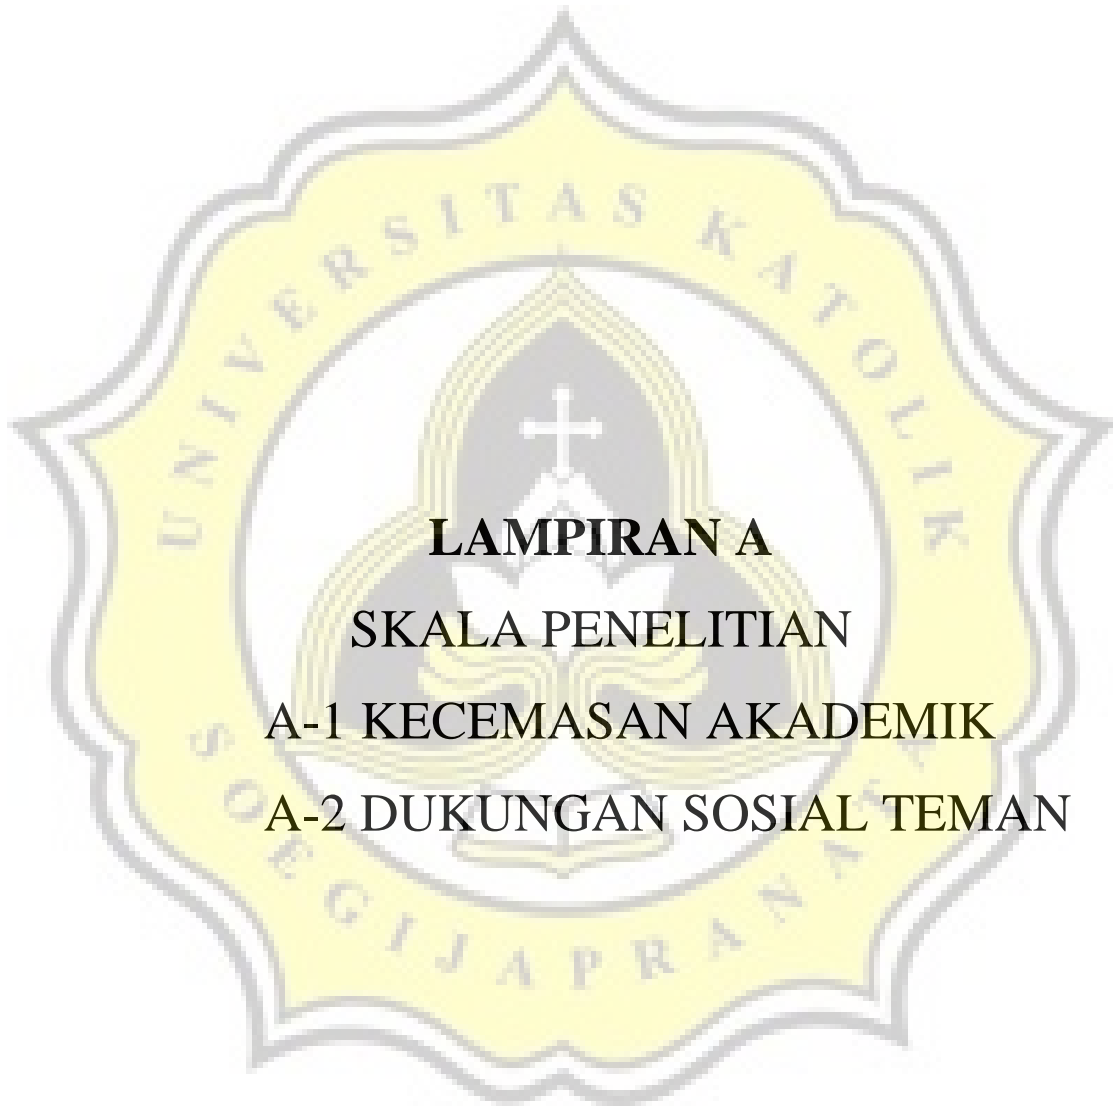 UNIVERSITAS KATOLIK
LAMPIRAN A
SKALA PENELITIAN
A-1 KECEMASAN AKADEMIK
A-2 DUKUNGAN SOSIAL TEMAN
SOEGIJAPRANATA